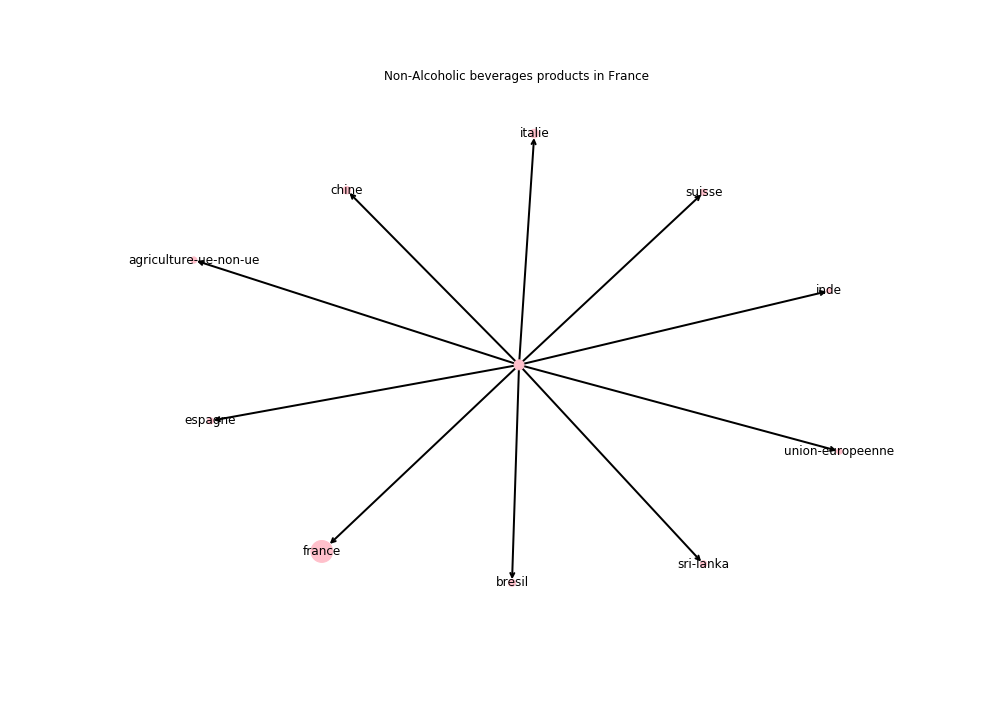 Non-Alcoholic beverages products in France
italie
chine
suisse
agriculture-ue-non-ue
inde
espagne
union-europeenne
france
sri-lanka
bresil